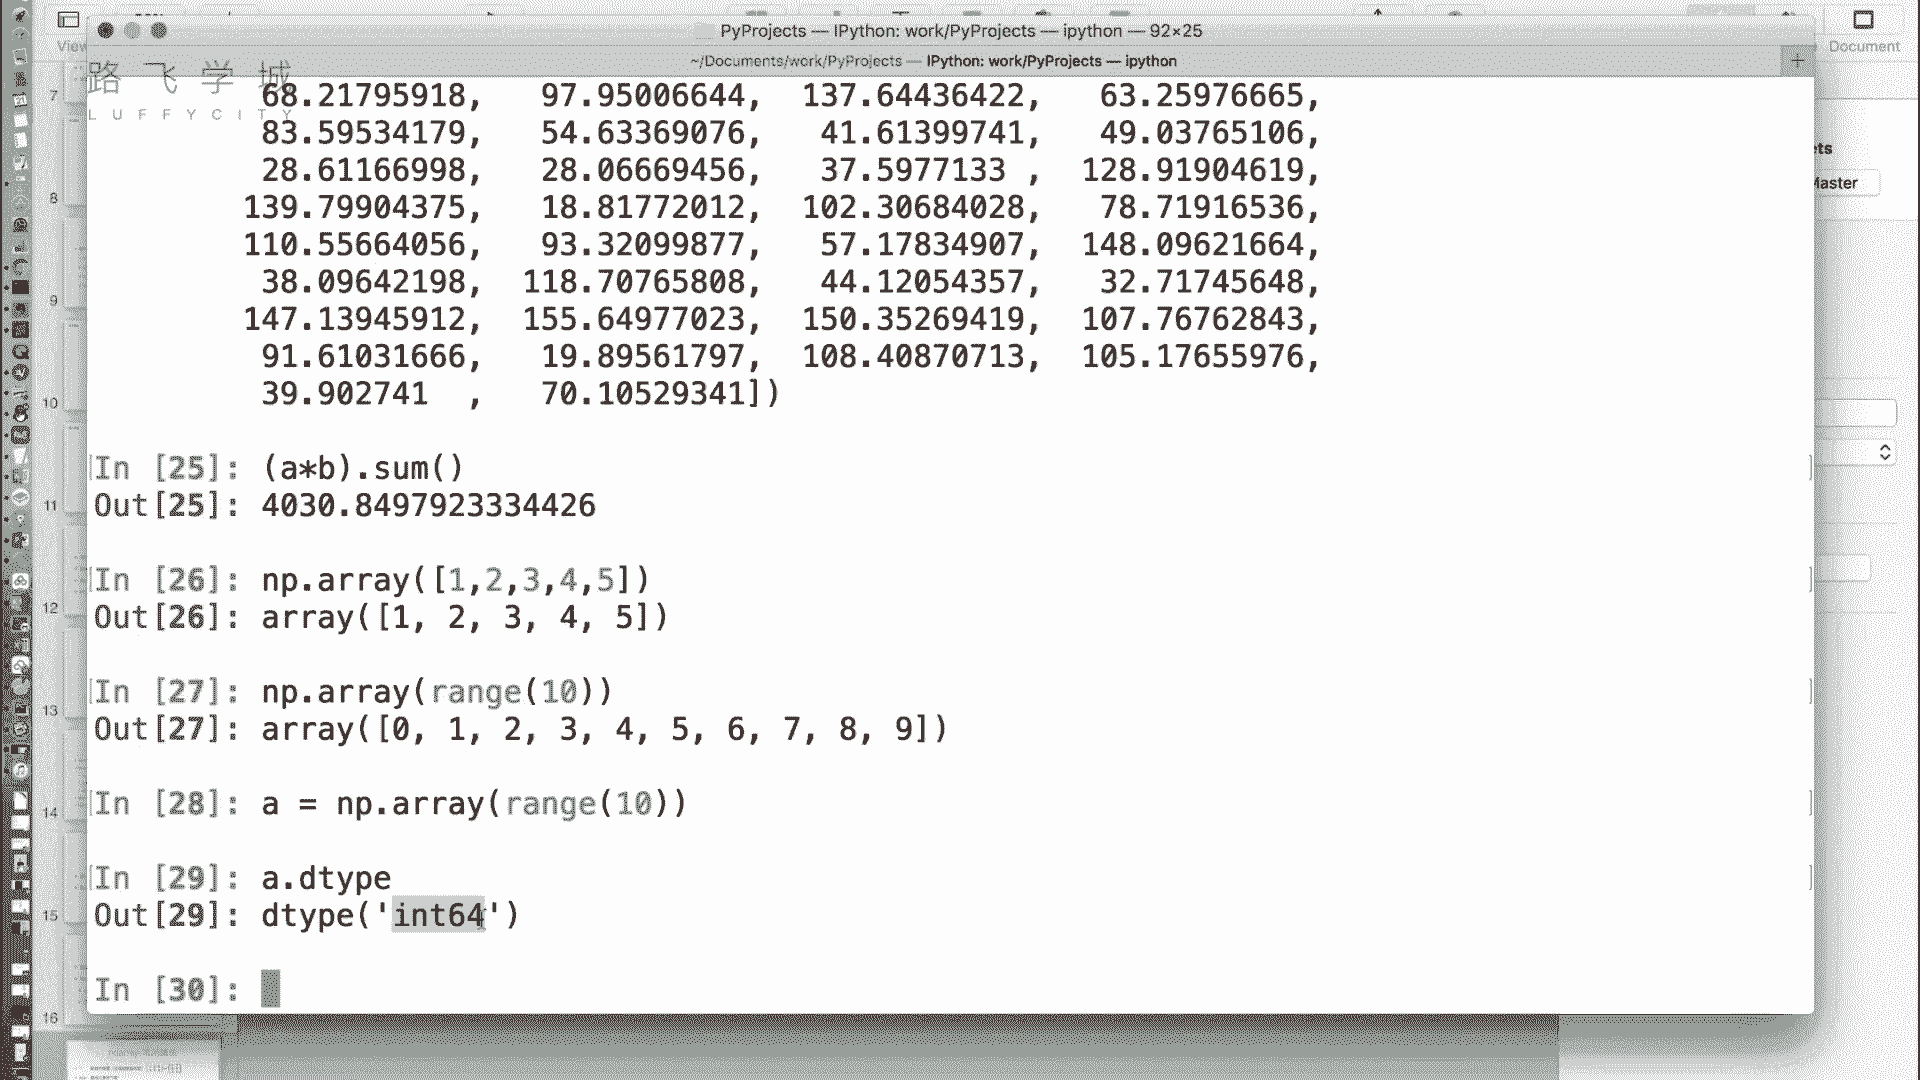 PyProjects — IPython: work/PyProjects — ipython — 92×25
View
Document
~/Documents/work/PyProjects —
IPython: work/PyProjects — ipython
+
路飞学城
LUFFYCITY
68.21795918, 97.95006644, 137.64436422, 63.25976665,
83.59534179, 54.63369076, 41.61399741, 49.03765106,
28.61166998, 28.06669456, 37.5977133 , 128.91904619,
139.79904375, 18.81772012, 102.30684028, 78.71916536,
110.55664056, 93.32099877, 57.17834907, 148.09621664,
38.09642198, 118.70765808, 44.12054357, 32.71745648,
147.13945912, 155.64977023, 150.35269419, 107.76762843,
91.61031666, 19.89561797, 108.40870713, 105.17655976,
39.902741 , 70.10529341])
In [25]: (a*b).sum()
Out[25]: 4030.8497923334426
In [26]: np.array([1,2,3,4,5])
Out[26]: array([1, 2, 3, 4, 5])
In [27]: np.array(range(10))
Out[27]: array([0, 1, 2, 3, 4, 5, 6, 7, 8, 9])
In [28]: a = np.array(range(10))
In [29]: a.dtype
Out[29]: dtype('int64')
In [30]:
7
8
9
10
11
12
13
14
15
16
ets
Master